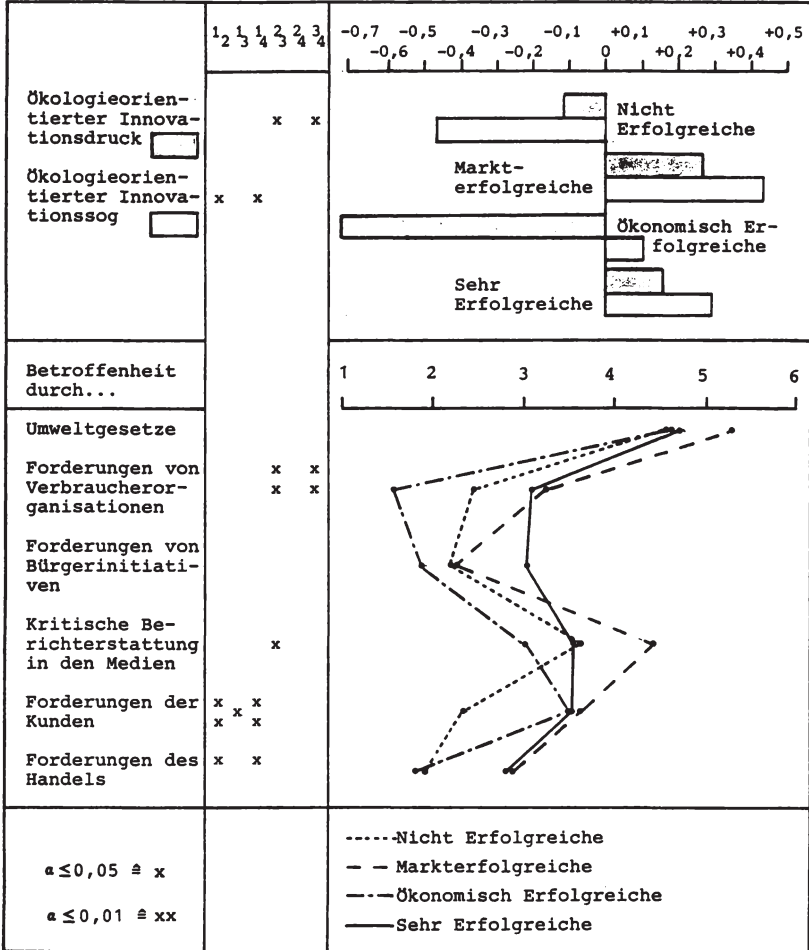 1 2 1 3 1 4 2 3 2 4 3 4
-0,7 -0,5 -0,3 -0,1 +0,1 +0,3 +0,5
-0,6 -0,4 -0,2 0 +0,2 +0,4
Ökologieorien-
tierter Innova-
tionsdruck
x x
Ökologieorien-
tierter Innova-
tionssog
x x
Nicht
Erfolgreiche
Markt-
erfolgreiche
Ökonomisch Er-
folgreiche
Sehr
Erfolgreiche
Betroffenheit
durch...
1 2 3 4 5 6
Umweltgesetze
Forderungen von x x
Verbraucheror- x x
ganisationen
Forderungen von
Bürgerinitiati-
ven
Kritische Be-
richterstattung x
in den Medien
Forderungen der x x
x
Kunden x x
Forderungen des x x
Handels
α≤0,05 ≙ x
α≤0,01 ≙ xx
Nicht Erfolgreiche
Markterfolgreiche
Ökonomisch Erfolgreiche
Sehr Erfolgreiche